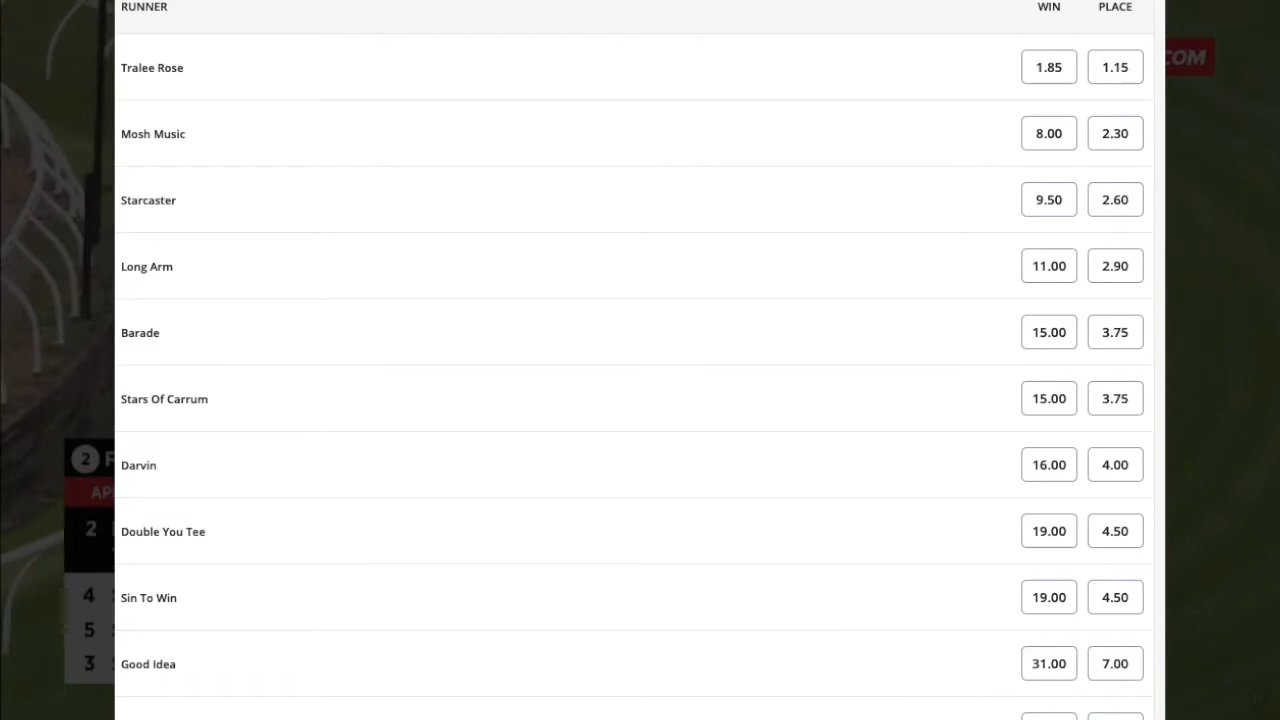 RUNNER WIN PLACE
Tralee Rose 1.85 1.15
Mosh Music 8.00 2.30
Starcaster 9.50 2.60
Long Arm 11.00 2.90
Barade 15.00 3.75
Stars Of Carrum 15.00 3.75
Darvin 16.00 4.00
Double You Tee 19.00 4.50
Sin To Win 19.00 4.50
Good Idea 31.00 7.00
COM
2 F
AP
2
4
5
3